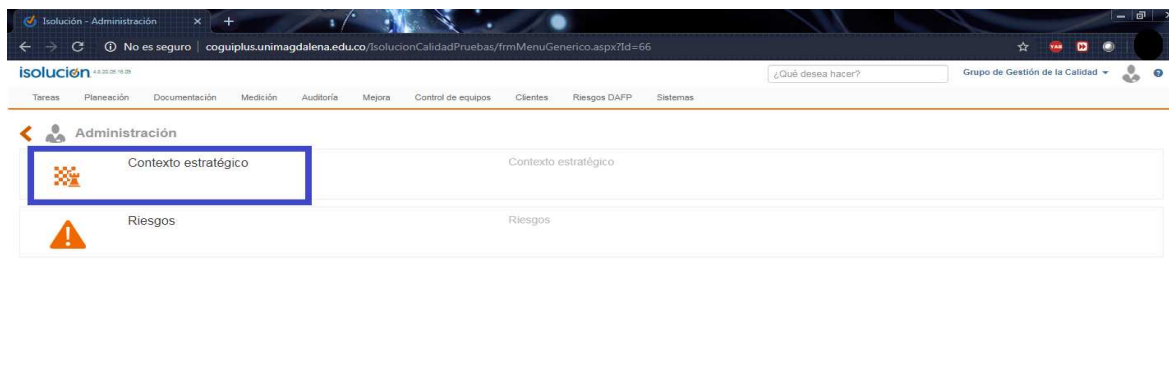 Isolución - Administración
No es seguro | coguiplus.unimagdalena.edu.co/IsolucionCalidadPruebas/frmMenuGenerico.aspx?Id=66
isolución
¿Qué desea hacer?
Grupo de Gestión de la Calidad
Tareas Planeación Documentación Medición Auditoría Mejora Control de equipos Clientes Riesgos DAFP Sistemas
Administración
Contexto estratégico Contexto estratégico
Riesgos Riesgos